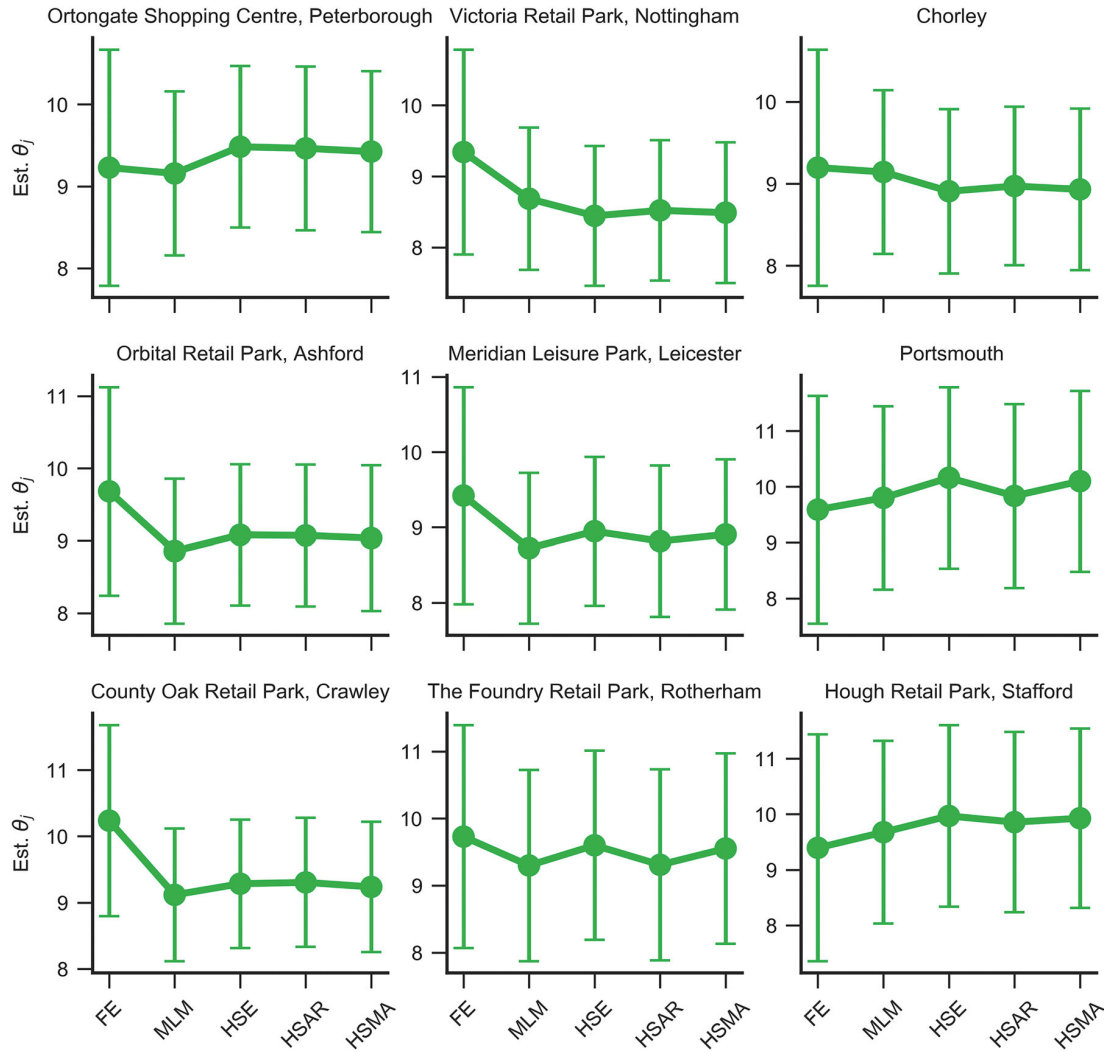 Ortongate Shopping Centre, Peterborough
Victoria Retail Park, Nottingham
Chorley
Est. θj
10
9
8
10
9
8
10
9
8
Orbital Retail Park, Ashford
Meridian Leisure Park, Leicester
Portsmouth
Est. θj
11
10
9
8
11
10
9
8
11
10
9
8
County Oak Retail Park, Crawley
The Foundry Retail Park, Rotherham
Hough Retail Park, Stafford
Est. θj
11
10
9
8
11
10
9
8
11
10
9
8
FE MLM HSE HSAR HSMA
FE MLM HSE HSAR HSMA
FE MLM HSE HSAR HSMA